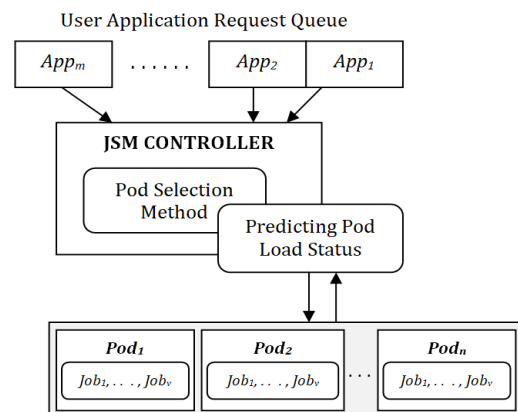 User Application Request Queue
Appₘ . . . . . . App₂ App₁
JSM CONTROLLER
Pod Selection
Method
Predicting Pod
Load Status
Pod₁ Pod₂ . . . Podₙ
Job₁, . . . , Jobᵥ Job₁, . . . , Jobᵥ Job₁, . . . , Jobᵥ